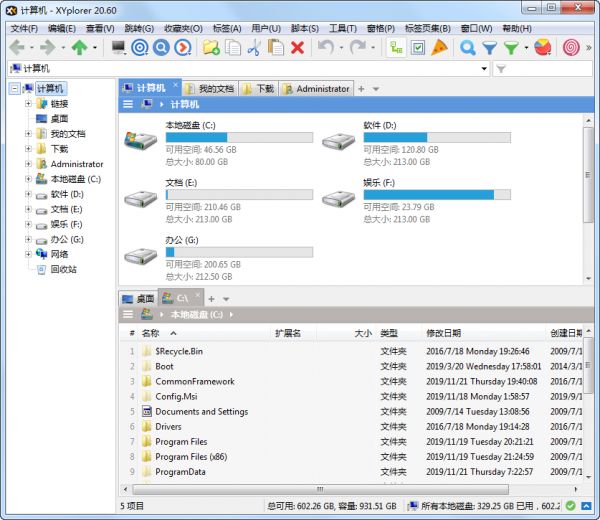 计算机 - XYplorer 20.60
文件(F) 编辑(E) 查看(V) 跳转(G) 收藏夹(O) 标签(A) 用户(U) 脚本(S) 工具(T) 窗格(P) 标签页集(B) 窗口(W) 帮助(H)
计算机
计算机
链接
桌面
我的文档
下载
Administrator
本地磁盘 (C:)
软件 (D:)
文档 (E:)
娱乐 (F:)
办公 (G:)
网络
回收站
计算机 我的文档 下载 Administrator
计算机
本地磁盘 (C:)
可用空间: 46.56 GB
总大小: 80.00 GB
软件 (D:)
可用空间: 120.80 GB
总大小: 213.00 GB
文档 (E:)
可用空间: 210.46 GB
总大小: 213.00 GB
娱乐 (F:)
可用空间: 23.79 GB
总大小: 213.00 GB
办公 (G:)
可用空间: 200.65 GB
总大小: 212.50 GB
桌面 C:\
本地磁盘 (C:)
# 名称 扩展名 大小 类型 修改日期 创建日期
1 $Recycle.Bin 文件夹 2016/7/18 Monday 19:26:46 2009/7/1
2 Boot 文件夹 2019/3/20 Wednesday 17:58:01 2014/3/1
3 CommonFramework 文件夹 2019/11/21 Thursday 19:40:08 2016/7/1
4 Config.Msi 文件夹 2019/11/18 Monday 1:58:57 2019/9/1
5 Documents and Settings 文件夹 2009/7/14 Tuesday 13:08:56 2009/7/1
6 Drivers 文件夹 2016/7/18 Monday 19:14:28 2016/7/1
7 Program Files 文件夹 2019/11/19 Tuesday 20:21:21 2009/7/1
8 Program Files (x86) 文件夹 2019/11/19 Tuesday 21:24:59 2009/7/1
9 ProgramData 文件夹 2019/11/21 Thursday 7:22:57 2009/7/1
5 项目 总可用: 602.26 GB, 容量: 931.51 GB 所有本地磁盘: 329.25 GB 已用，602.2